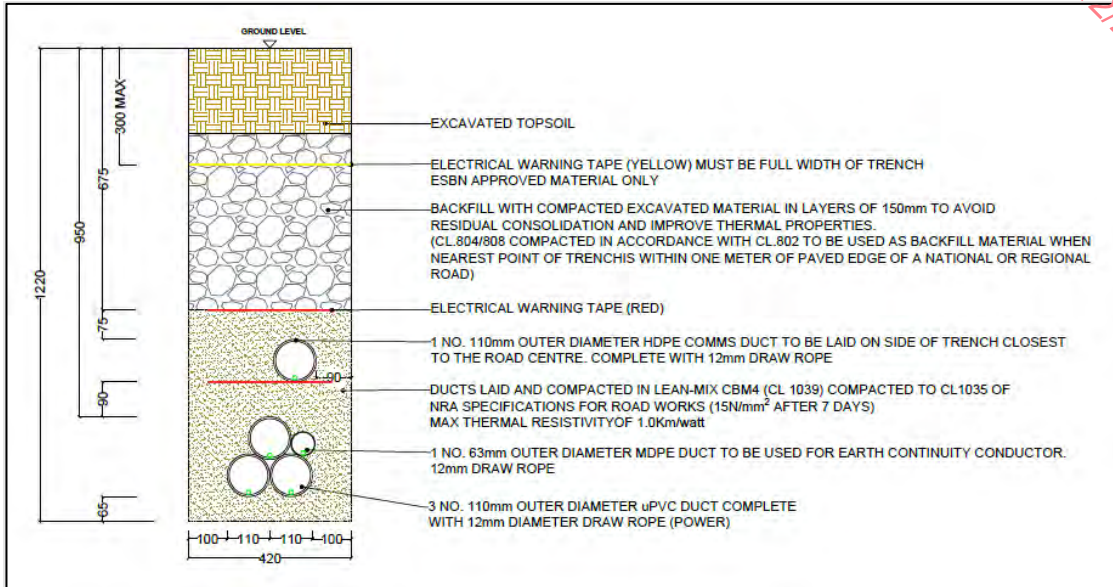 GROUND LEVEL
300 MAX
675
950
1220
75
90
65
90
100
110
110
100
420
EXCAVATED TOPSOIL
ELECTRICAL WARNING TAPE (YELLOW) MUST BE FULL WIDTH OF TRENCH
ESBN APPROVED MATERIAL ONLY
BACKFILL WITH COMPACTED EXCAVATED MATERIAL IN LAYERS OF 150mm TO AVOID
RESIDUAL CONSOLIDATION AND IMPROVE THERMAL PROPERTIES.
(CL.804/808 COMPACTED IN ACCORDANCE WITH CL.802 TO BE USED AS BACKFILL MATERIAL WHEN
NEAREST POINT OF TRENCHIS WITHIN ONE METER OF PAVED EDGE OF A NATIONAL OR REGIONAL
ROAD)
ELECTRICAL WARNING TAPE (RED)
1 NO. 110mm OUTER DIAMETER HDPE COMMS DUCT TO BE LAID ON SIDE OF TRENCH CLOSEST
TO THE ROAD CENTRE. COMPLETE WITH 12mm DRAW ROPE
DUCTS LAID AND COMPACTED IN LEAN-MIX CBM4 (CL 1039) COMPACTED TO CL1035 OF
NRA SPECIFICATIONS FOR ROAD WORKS (15N/mm² AFTER 7 DAYS)
MAX THERMAL RESISTIVITYOF 1.0Km/watt
1 NO. 63mm OUTER DIAMETER MDPE DUCT TO BE USED FOR EARTH CONTINUITY CONDUCTOR.
12mm DRAW ROPE
3 NO. 110mm OUTER DIAMETER uPVC DUCT COMPLETE
WITH 12mm DIAMETER DRAW ROPE (POWER)